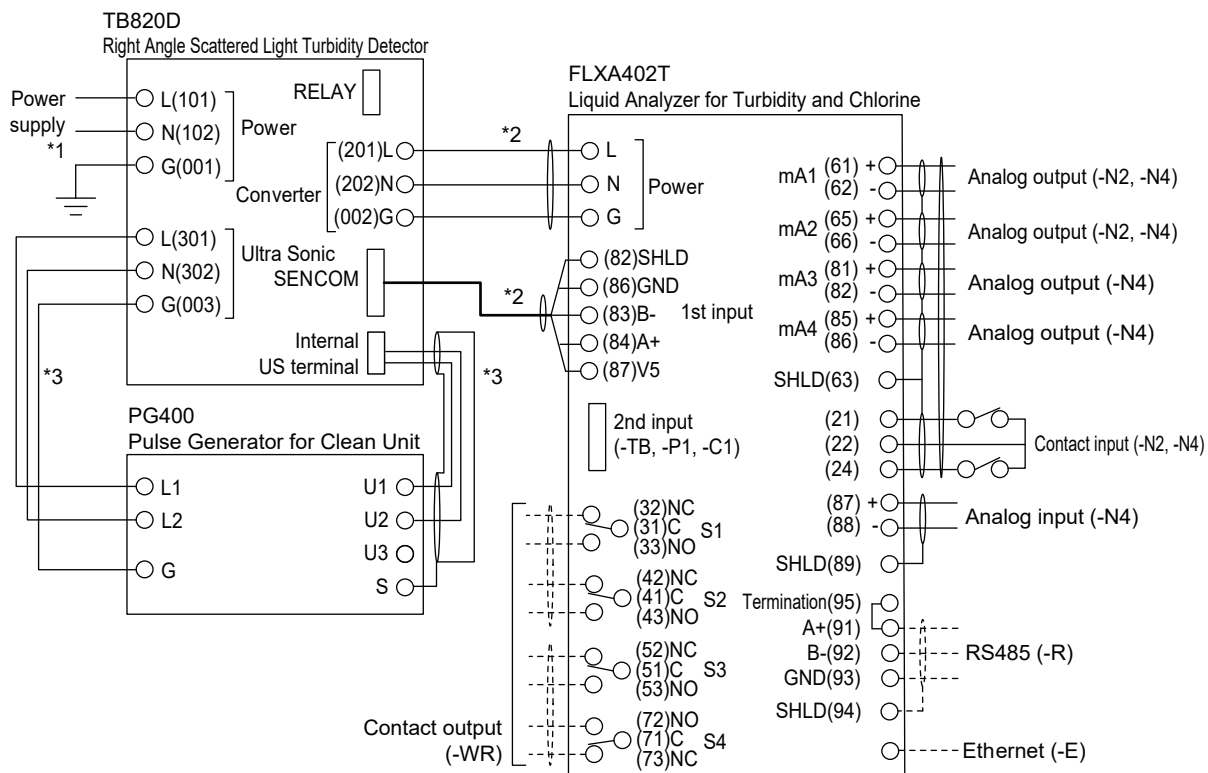 TB820D
Right Angle Scattered Light Turbidity Detector
Power
supply
*1
L(101)
N(102)
G(001)
Power
RELAY
Converter
(201)L
(202)N
(002)G
*2
L(301)
N(302)
G(003)
Ultra Sonic
SENCOM
*2
Internal
US terminal
*3
*3
PG400
Pulse Generator for Clean Unit
L1
L2
G
U1
U2
U3
S
FLXA402T
Liquid Analyzer for Turbidity and Chlorine
L
N
G
Power
(82)SHLD
(86)GND
(83)B-
(84)A+
(87)V5
1st input
2nd input
(-TB, -P1, -C1)
(32)NC
(31)C S1
(33)NO
(42)NC
(41)C S2
(43)NO
(52)NC
(51)C S3
(53)NO
(72)NO
(71)C S4
(73)NC
Contact output
(-WR)
mA1 (61) +
(62) -
Analog output (-N2, -N4)
mA2 (65) +
(66) -
Analog output (-N2, -N4)
mA3 (81) +
(82) -
Analog output (-N4)
mA4 (85) +
(86) -
Analog output (-N4)
SHLD(63)
(21)
(22)
(24)
Contact input (-N2, -N4)
(87) +
(88) -
Analog input (-N4)
SHLD(89)
Termination(95)
A+(91)
B-(92)
GND(93)
SHLD(94)
RS485 (-R)
Ethernet (-E)